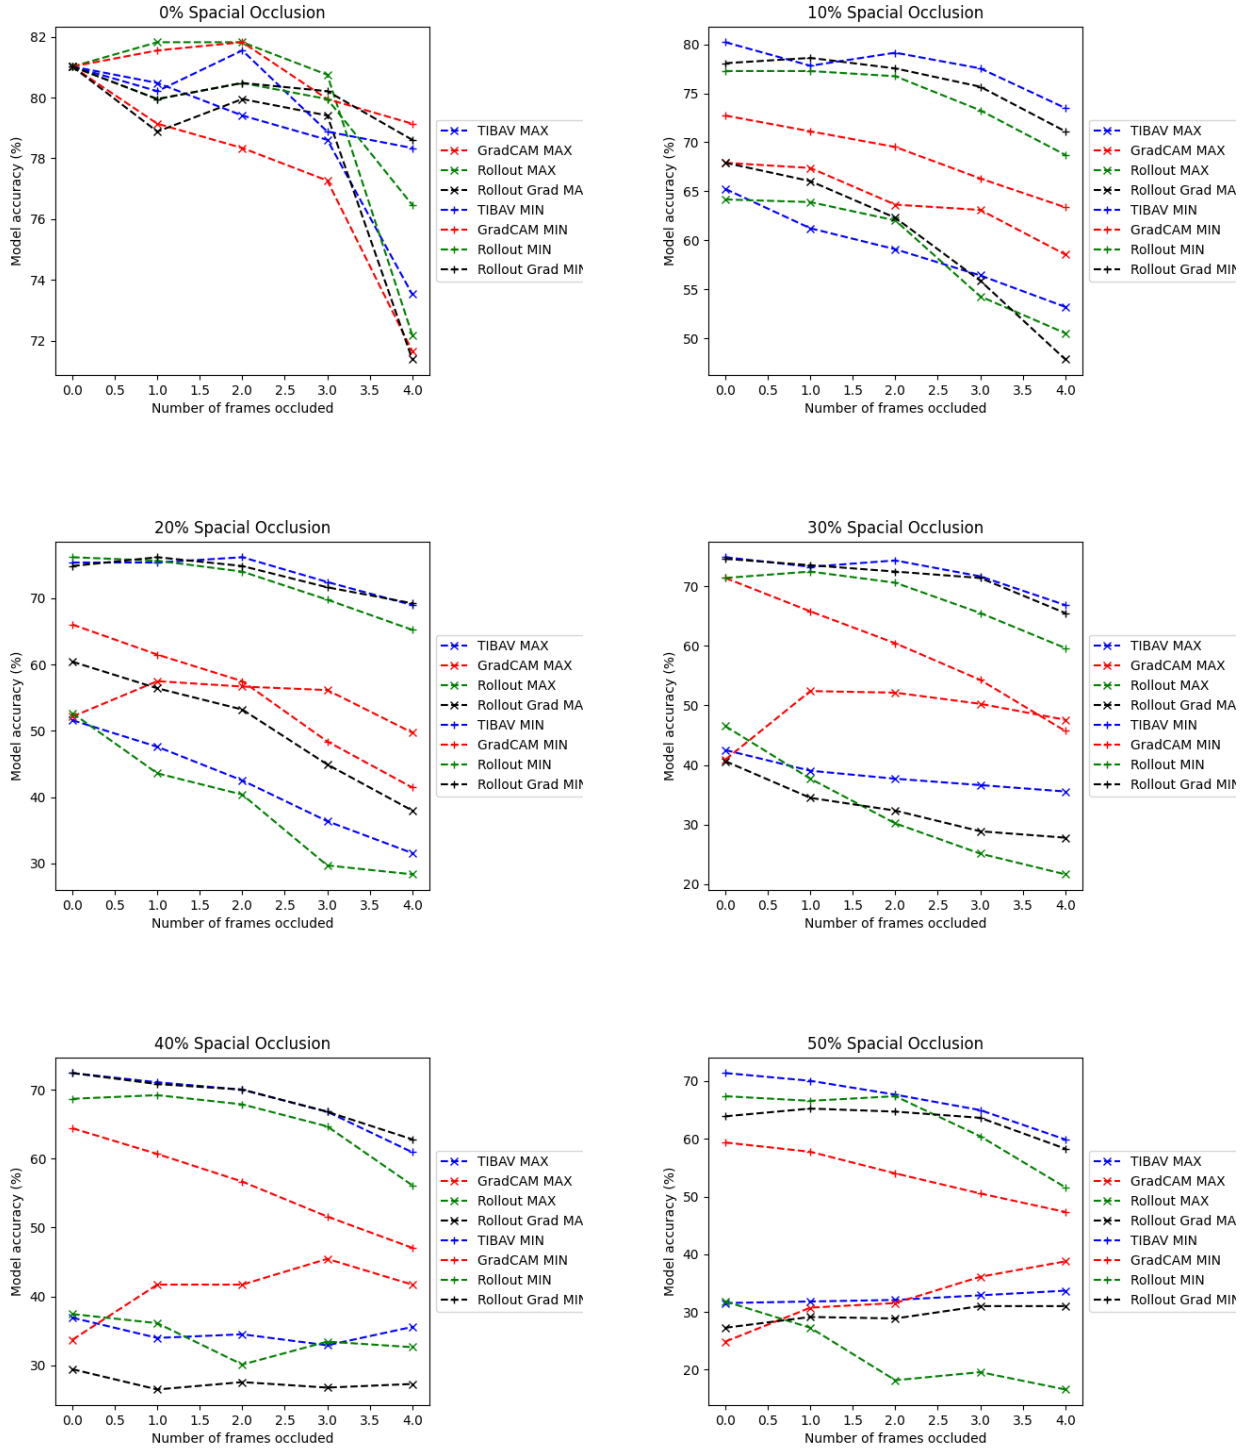 0% Spacial Occlusion
Model accuracy (%)
82
80
78
76
74
72
0.0 0.5 1.0 1.5 2.0 2.5 3.0 3.5 4.0
Number of frames occluded
TIBAV MAX
GradCAM MAX
Rollout MAX
Rollout Grad MA
TIBAV MIN
GradCAM MIN
Rollout MIN
Rollout Grad MIN
10% Spacial Occlusion
Model accuracy (%)
80
75
70
65
60
55
50
0.0 0.5 1.0 1.5 2.0 2.5 3.0 3.5 4.0
Number of frames occluded
TIBAV MAX
GradCAM MAX
Rollout MAX
Rollout Grad MA
TIBAV MIN
GradCAM MIN
Rollout MIN
Rollout Grad MIN
20% Spacial Occlusion
Model accuracy (%)
70
60
50
40
30
0.0 0.5 1.0 1.5 2.0 2.5 3.0 3.5 4.0
Number of frames occluded
TIBAV MAX
GradCAM MAX
Rollout MAX
Rollout Grad MA
TIBAV MIN
GradCAM MIN
Rollout MIN
Rollout Grad MIN
30% Spacial Occlusion
Model accuracy (%)
70
60
50
40
30
20
0.0 0.5 1.0 1.5 2.0 2.5 3.0 3.5 4.0
Number of frames occluded
TIBAV MAX
GradCAM MAX
Rollout MAX
Rollout Grad MA
TIBAV MIN
GradCAM MIN
Rollout MIN
Rollout Grad MIN
40% Spacial Occlusion
Model accuracy (%)
70
60
50
40
30
0.0 0.5 1.0 1.5 2.0 2.5 3.0 3.5 4.0
Number of frames occluded
TIBAV MAX
GradCAM MAX
Rollout MAX
Rollout Grad MA
TIBAV MIN
GradCAM MIN
Rollout MIN
Rollout Grad MIN
50% Spacial Occlusion
Model accuracy (%)
70
60
50
40
30
20
0.0 0.5 1.0 1.5 2.0 2.5 3.0 3.5 4.0
Number of frames occluded
TIBAV MAX
GradCAM MAX
Rollout MAX
Rollout Grad MA
TIBAV MIN
GradCAM MIN
Rollout MIN
Rollout Grad MIN